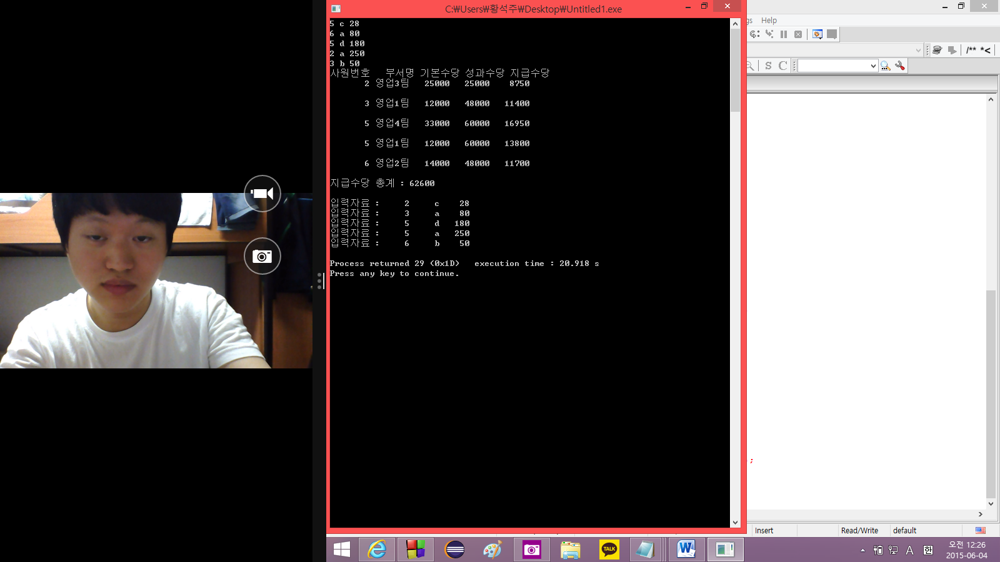 C:₩Users₩황석주₩Desktop₩Untitled1.exe
5 c 28
6 a 80
5 d 180
2 a 250
3 b 50
사원번호 부서명 기본수당 성과수당 지급수당
2 영업3팀 25000 25000 8750
3 영업1팀 12000 48000 11400
5 영업4팀 33000 60000 16950
5 영업1팀 12000 60000 13800
6 영업2팀 14000 48000 11700
지급수당 총계 : 62600
입력자료 : 2 c 28
입력자료 : 3 a 80
입력자료 : 5 d 180
입력자료 : 5 a 250
입력자료 : 6 b 50
Process returned 29 (0x1D) execution time : 20.918 s
Press any key to continue.
gs Help
/** *<
S C
;
Insert Read/Write default
TALK
W
A 한
오전 12:26
2015-06-04